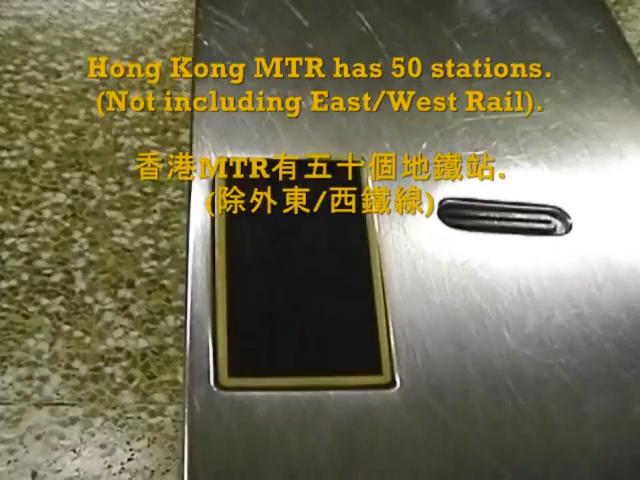 Hong Kong MTR has 50 stations.
(Not including East/West Rail).
香港MTR有五十個地鐵站.
(除外東/西鐵線)